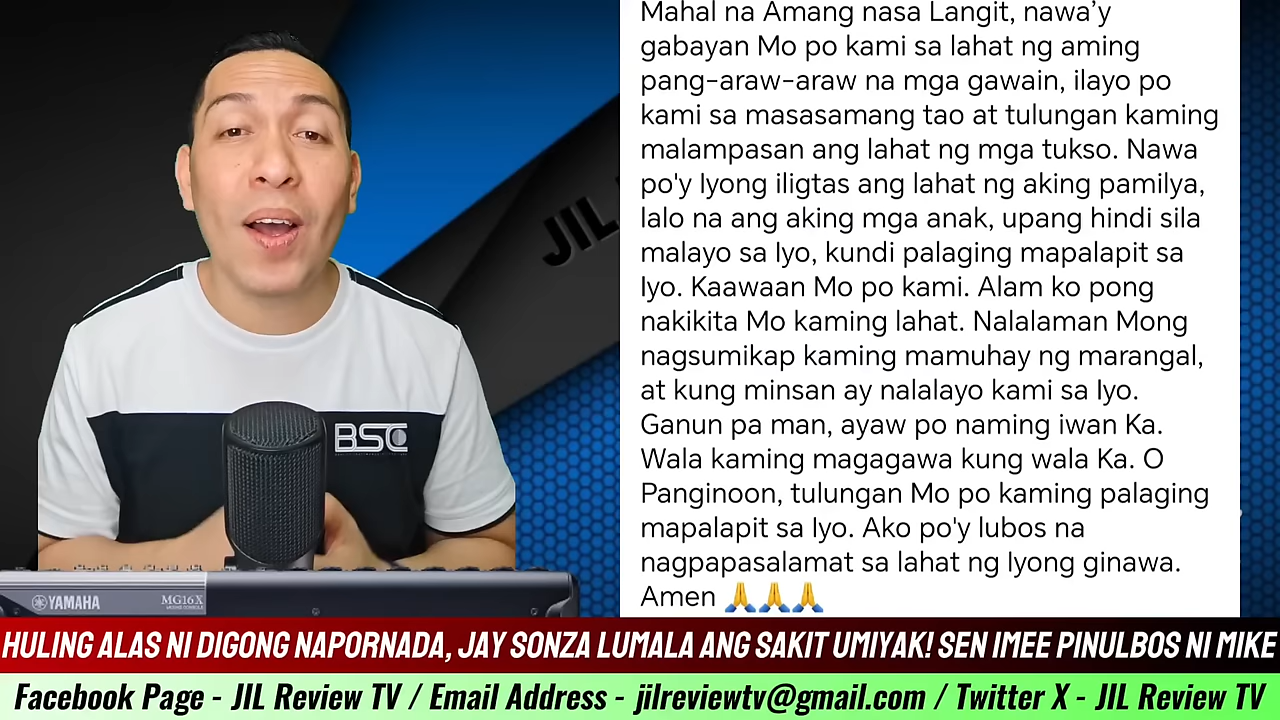 Mahal na Amang nasa Langit, nawa’y
gabayan Mo po kami sa lahat ng aming
pang-araw-araw na mga gawain, ilayo po
kami sa masasamang tao at tulungan kaming
malampasan ang lahat ng mga tukso. Nawa
po'y Iyong iligtas ang lahat ng aking pamilya,
lalo na ang aking mga anak, upang hindi sila
malayo sa Iyo, kundi palaging mapalapit sa
Iyo. Kaawaan Mo po kami. Alam ko pong
nakikita Mo kaming lahat. Nalalaman Mong
nagsumikap kaming mamuhay ng marangal,
at kung minsan ay nalalayo kami sa Iyo.
Ganun pa man, ayaw po naming iwan Ka.
Wala kaming magagawa kung wala Ka. O
Panginoon, tulungan Mo po kaming palaging
mapalapit sa Iyo. Ako po'y lubos na
nagpapasalamat sa lahat ng Iyong ginawa.
Amen 🙏🙏🙏
JIL
BSC
YAMAHA
MG16X
HULING ALAS NI DIGONG NAPORNADA, JAY SONZA LUMALA ANG SAKIT UMIYAK! SEN IMEE PINULBOS NI MIKE
Facebook Page - JIL Review TV / Email Address - jilreviewtv@gmail.com / Twitter X - JIL Review TV